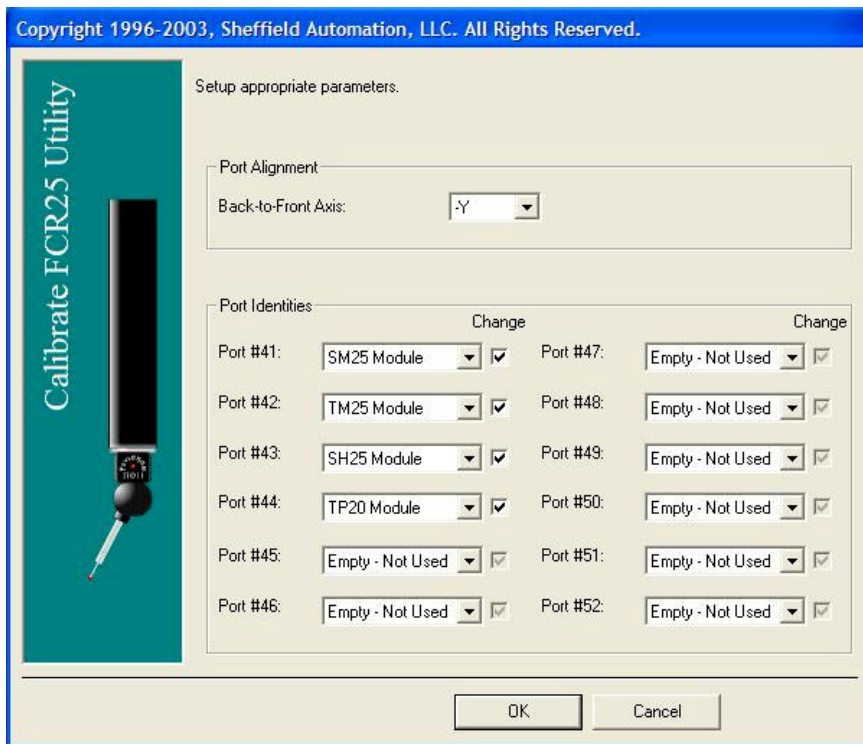 Copyright 1996-2003, Sheffield Automation, LLC. All Rights Reserved.
Calibrate FCR25 Utility
Setup appropriate parameters.
Port Alignment
Back-to-Front Axis: -Y
Port Identities
Change Change
Port #41: SM25 Module Port #47: Empty - Not Used
Port #42: TM25 Module Port #48: Empty - Not Used
Port #43: SH25 Module Port #49: Empty - Not Used
Port #44: TP20 Module Port #50: Empty - Not Used
Port #45: Empty - Not Used Port #51: Empty - Not Used
Port #46: Empty - Not Used Port #52: Empty - Not Used
OK Cancel